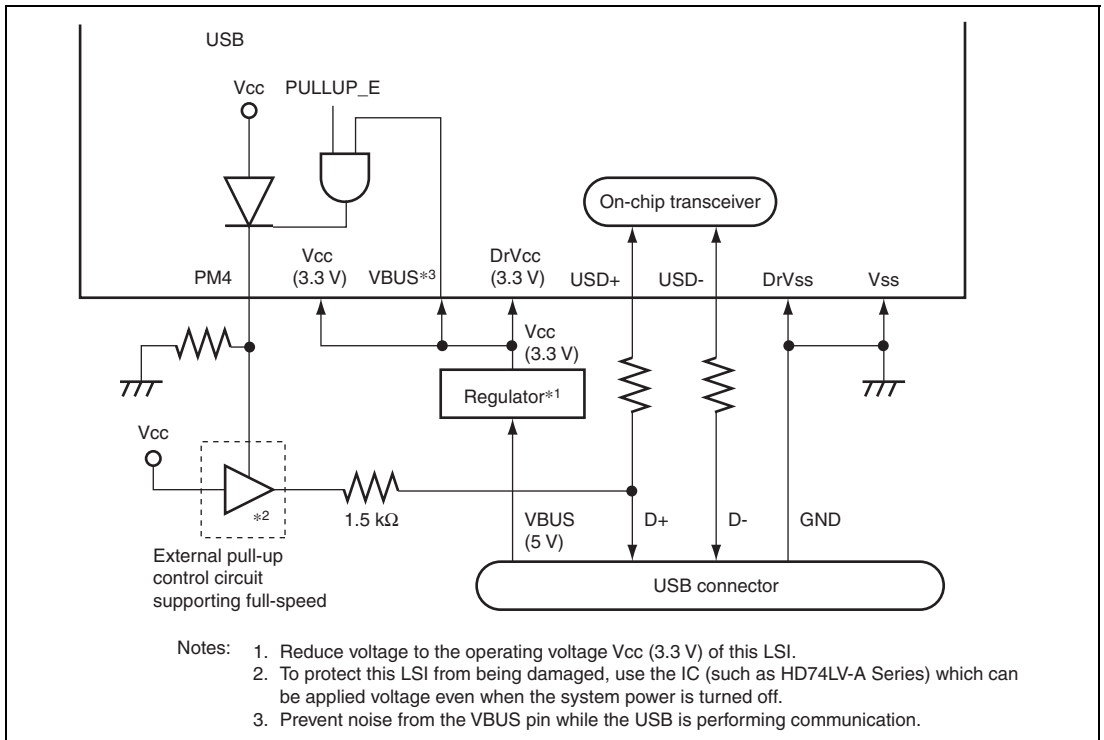 USB
Vcc
PULLUP_E
On-chip transceiver
PM4
Vcc
(3.3 V)
VBUS*3
DrVcc
(3.3 V)
USD+
USD-
DrVss
Vss
Vcc
(3.3 V)
Regulator*1
Vcc
*2
1.5 kΩ
VBUS
(5 V)
D+
D-
GND
External pull-up
control circuit
supporting full-speed
USB connector
Notes: 1. Reduce voltage to the operating voltage Vcc (3.3 V) of this LSI.
2. To protect this LSI from being damaged, use the IC (such as HD74LV-A Series) which can
be applied voltage even when the system power is turned off.
3. Prevent noise from the VBUS pin while the USB is performing communication.